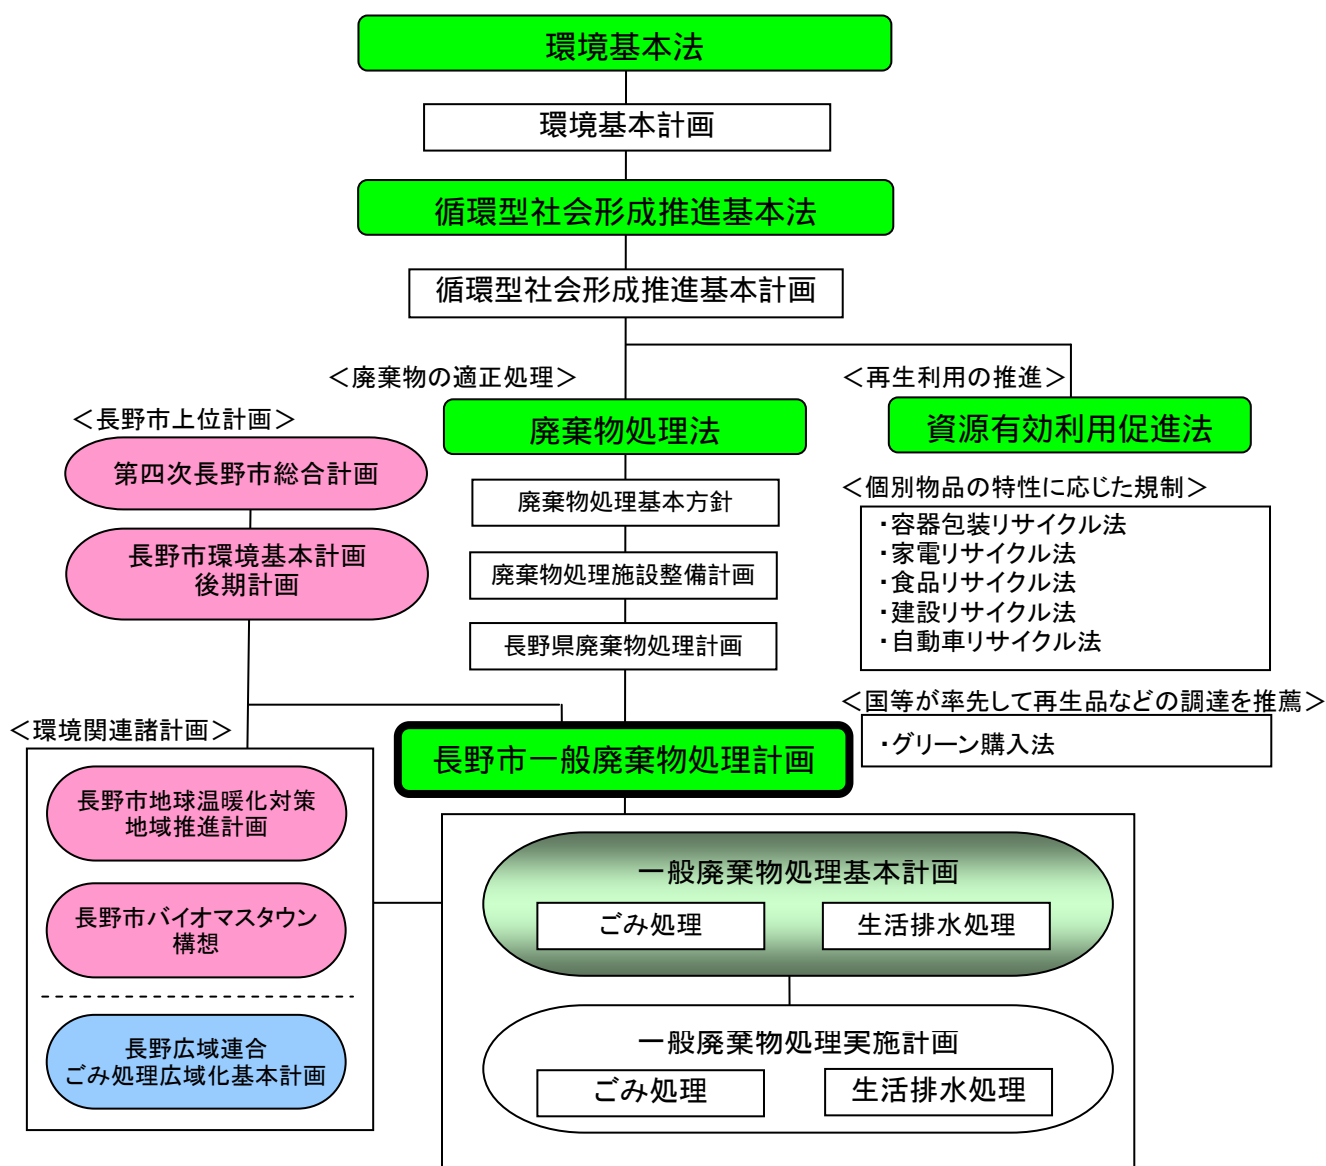 環境基本法
環境基本計画
循環型社会形成推進基本法
循環型社会形成推進基本計画
＜廃棄物の適正処理＞
＜再生利用の推進＞
＜長野市上位計画＞
廃棄物処理法
資源有効利用促進法
第四次長野市総合計画
廃棄物処理基本方針
＜個別物品の特性に応じた規制＞
・容器包装リサイクル法
・家電リサイクル法
・食品リサイクル法
・建設リサイクル法
・自動車リサイクル法
長野市環境基本計画
後期計画
廃棄物処理施設整備計画
長野県廃棄物処理計画
＜国等が率先して再生品などの調達を推薦＞
・グリーン購入法
＜環境関連諸計画＞
長野市一般廃棄物処理計画
長野市地球温暖化対策
地域推進計画
長野市バイオマスタウン
構想
長野広域連合
ごみ処理広域化基本計画
一般廃棄物処理基本計画
ごみ処理
生活排水処理
一般廃棄物処理実施計画
ごみ処理
生活排水処理